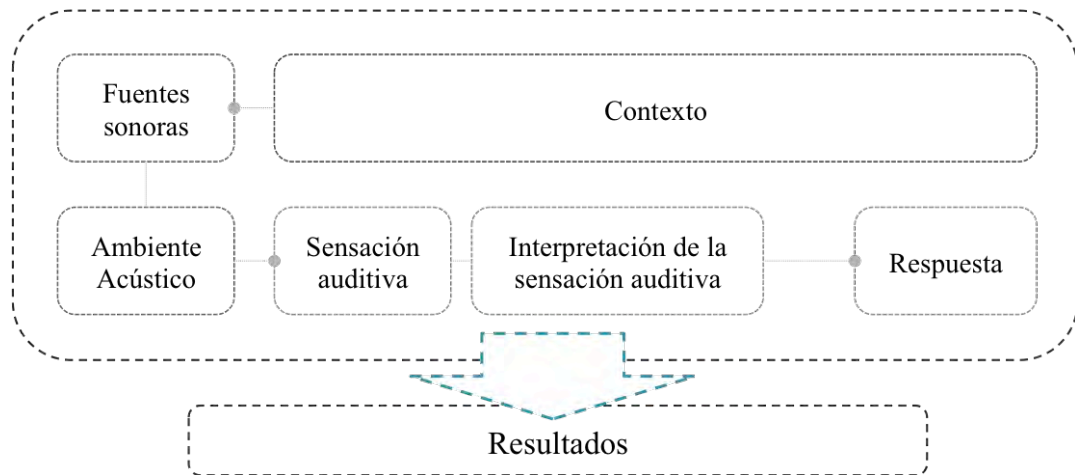 Fuentes
sonoras
Contexto
Ambiente
Acústico
Sensación
auditiva
Interpretación de la
sensación auditiva
Respuesta
Resultados